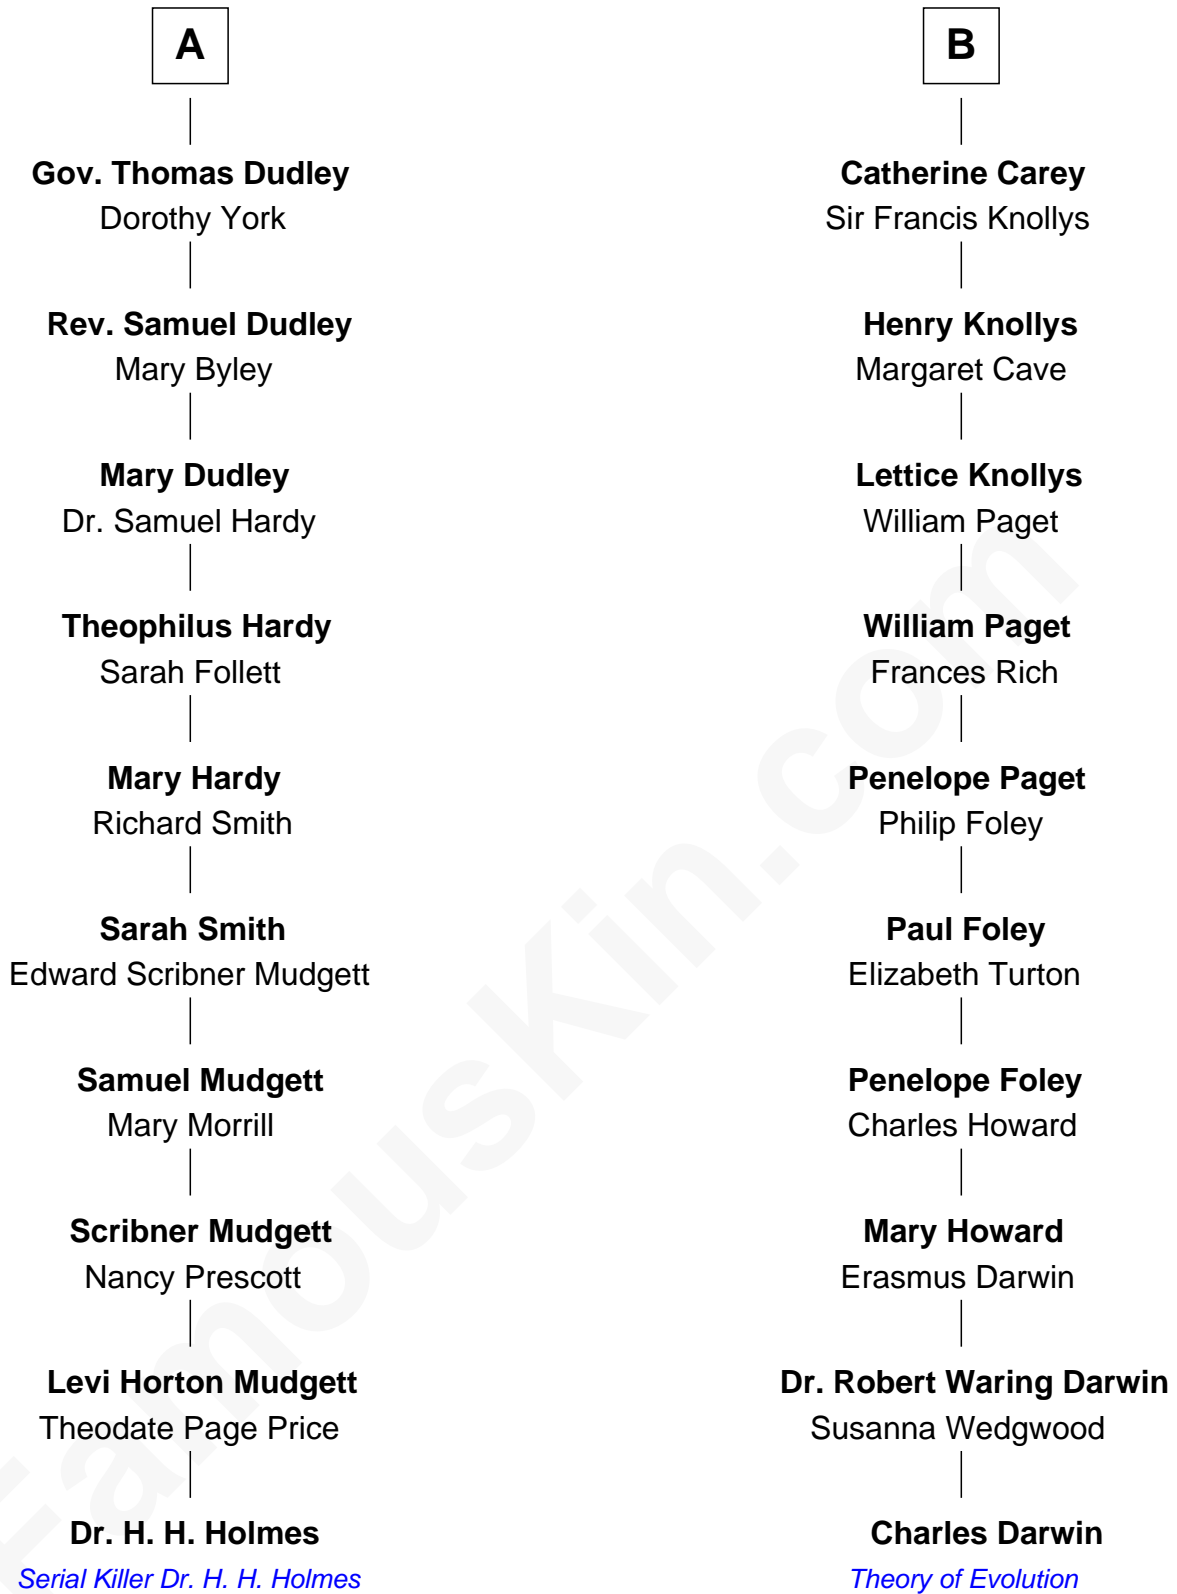 A
Gov. Thomas Dudley
Dorothy York
Rev. Samuel Dudley
Mary Byley
Mary Dudley
Dr. Samuel Hardy
Theophilus Hardy
Sarah Follett
Mary Hardy
Richard Smith
Sarah Smith
Edward Scribner Mudgett
Samuel Mudgett
Mary Morrill
Scribner Mudgett
Nancy Prescott
Levi Horton Mudgett
Theodate Page Price
Dr. H. H. Holmes
Serial Killer Dr. H. H. Holmes
B
Catherine Carey
Sir Francis Knollys
Henry Knollys
Margaret Cave
Lettice Knollys
William Paget
William Paget
Frances Rich
Penelope Paget
Philip Foley
Paul Foley
Elizabeth Turton
Penelope Foley
Charles Howard
Mary Howard
Erasmus Darwin
Dr. Robert Waring Darwin
Susanna Wedgwood
Charles Darwin
Theory of Evolution
FamousKin.com